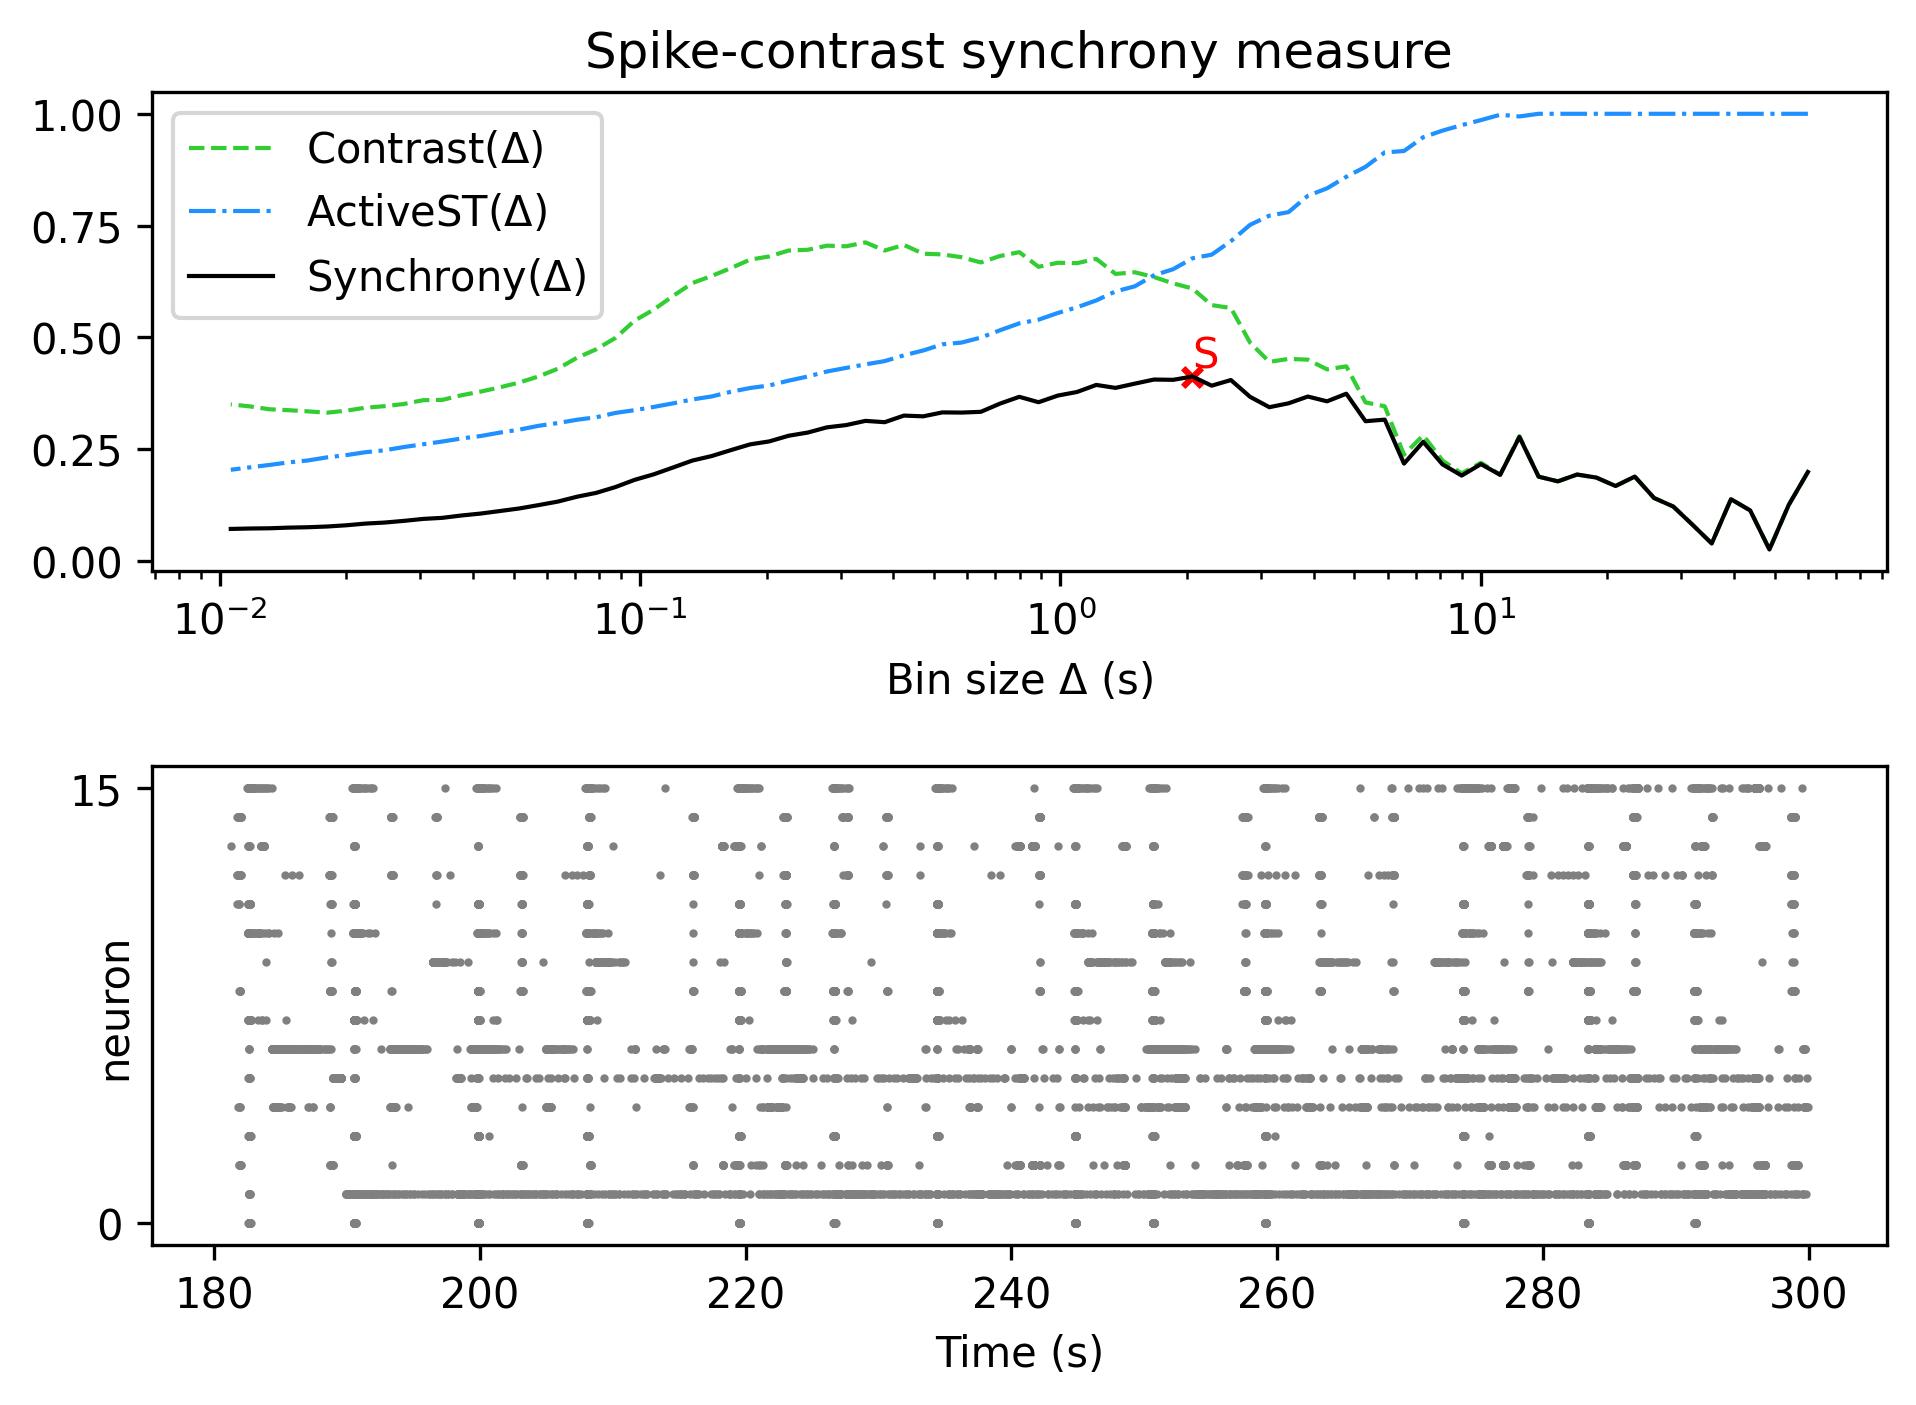 Spike-contrast synchrony measure
1.00
0.75
0.50
0.25
0.00
Contrast(Δ)
ActiveST(Δ)
Synchrony(Δ)
S
10⁻² 10⁻¹ 10⁰ 10¹
Bin size Δ (s)
15
0
neuron
180 200 220 240 260 280 300
Time (s)